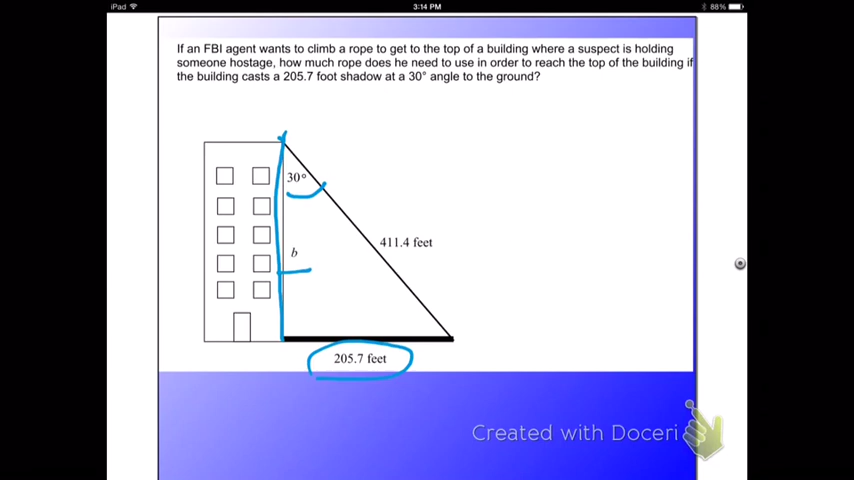 iPad
3:14 PM
88%
If an FBI agent wants to climb a rope to get to the top of a building where a suspect is holding
someone hostage, how much rope does he need to use in order to reach the top of the building if
the building casts a 205.7 foot shadow at a 30° angle to the ground?
30°
411.4 feet
b
205.7 feet
Created with Doceri